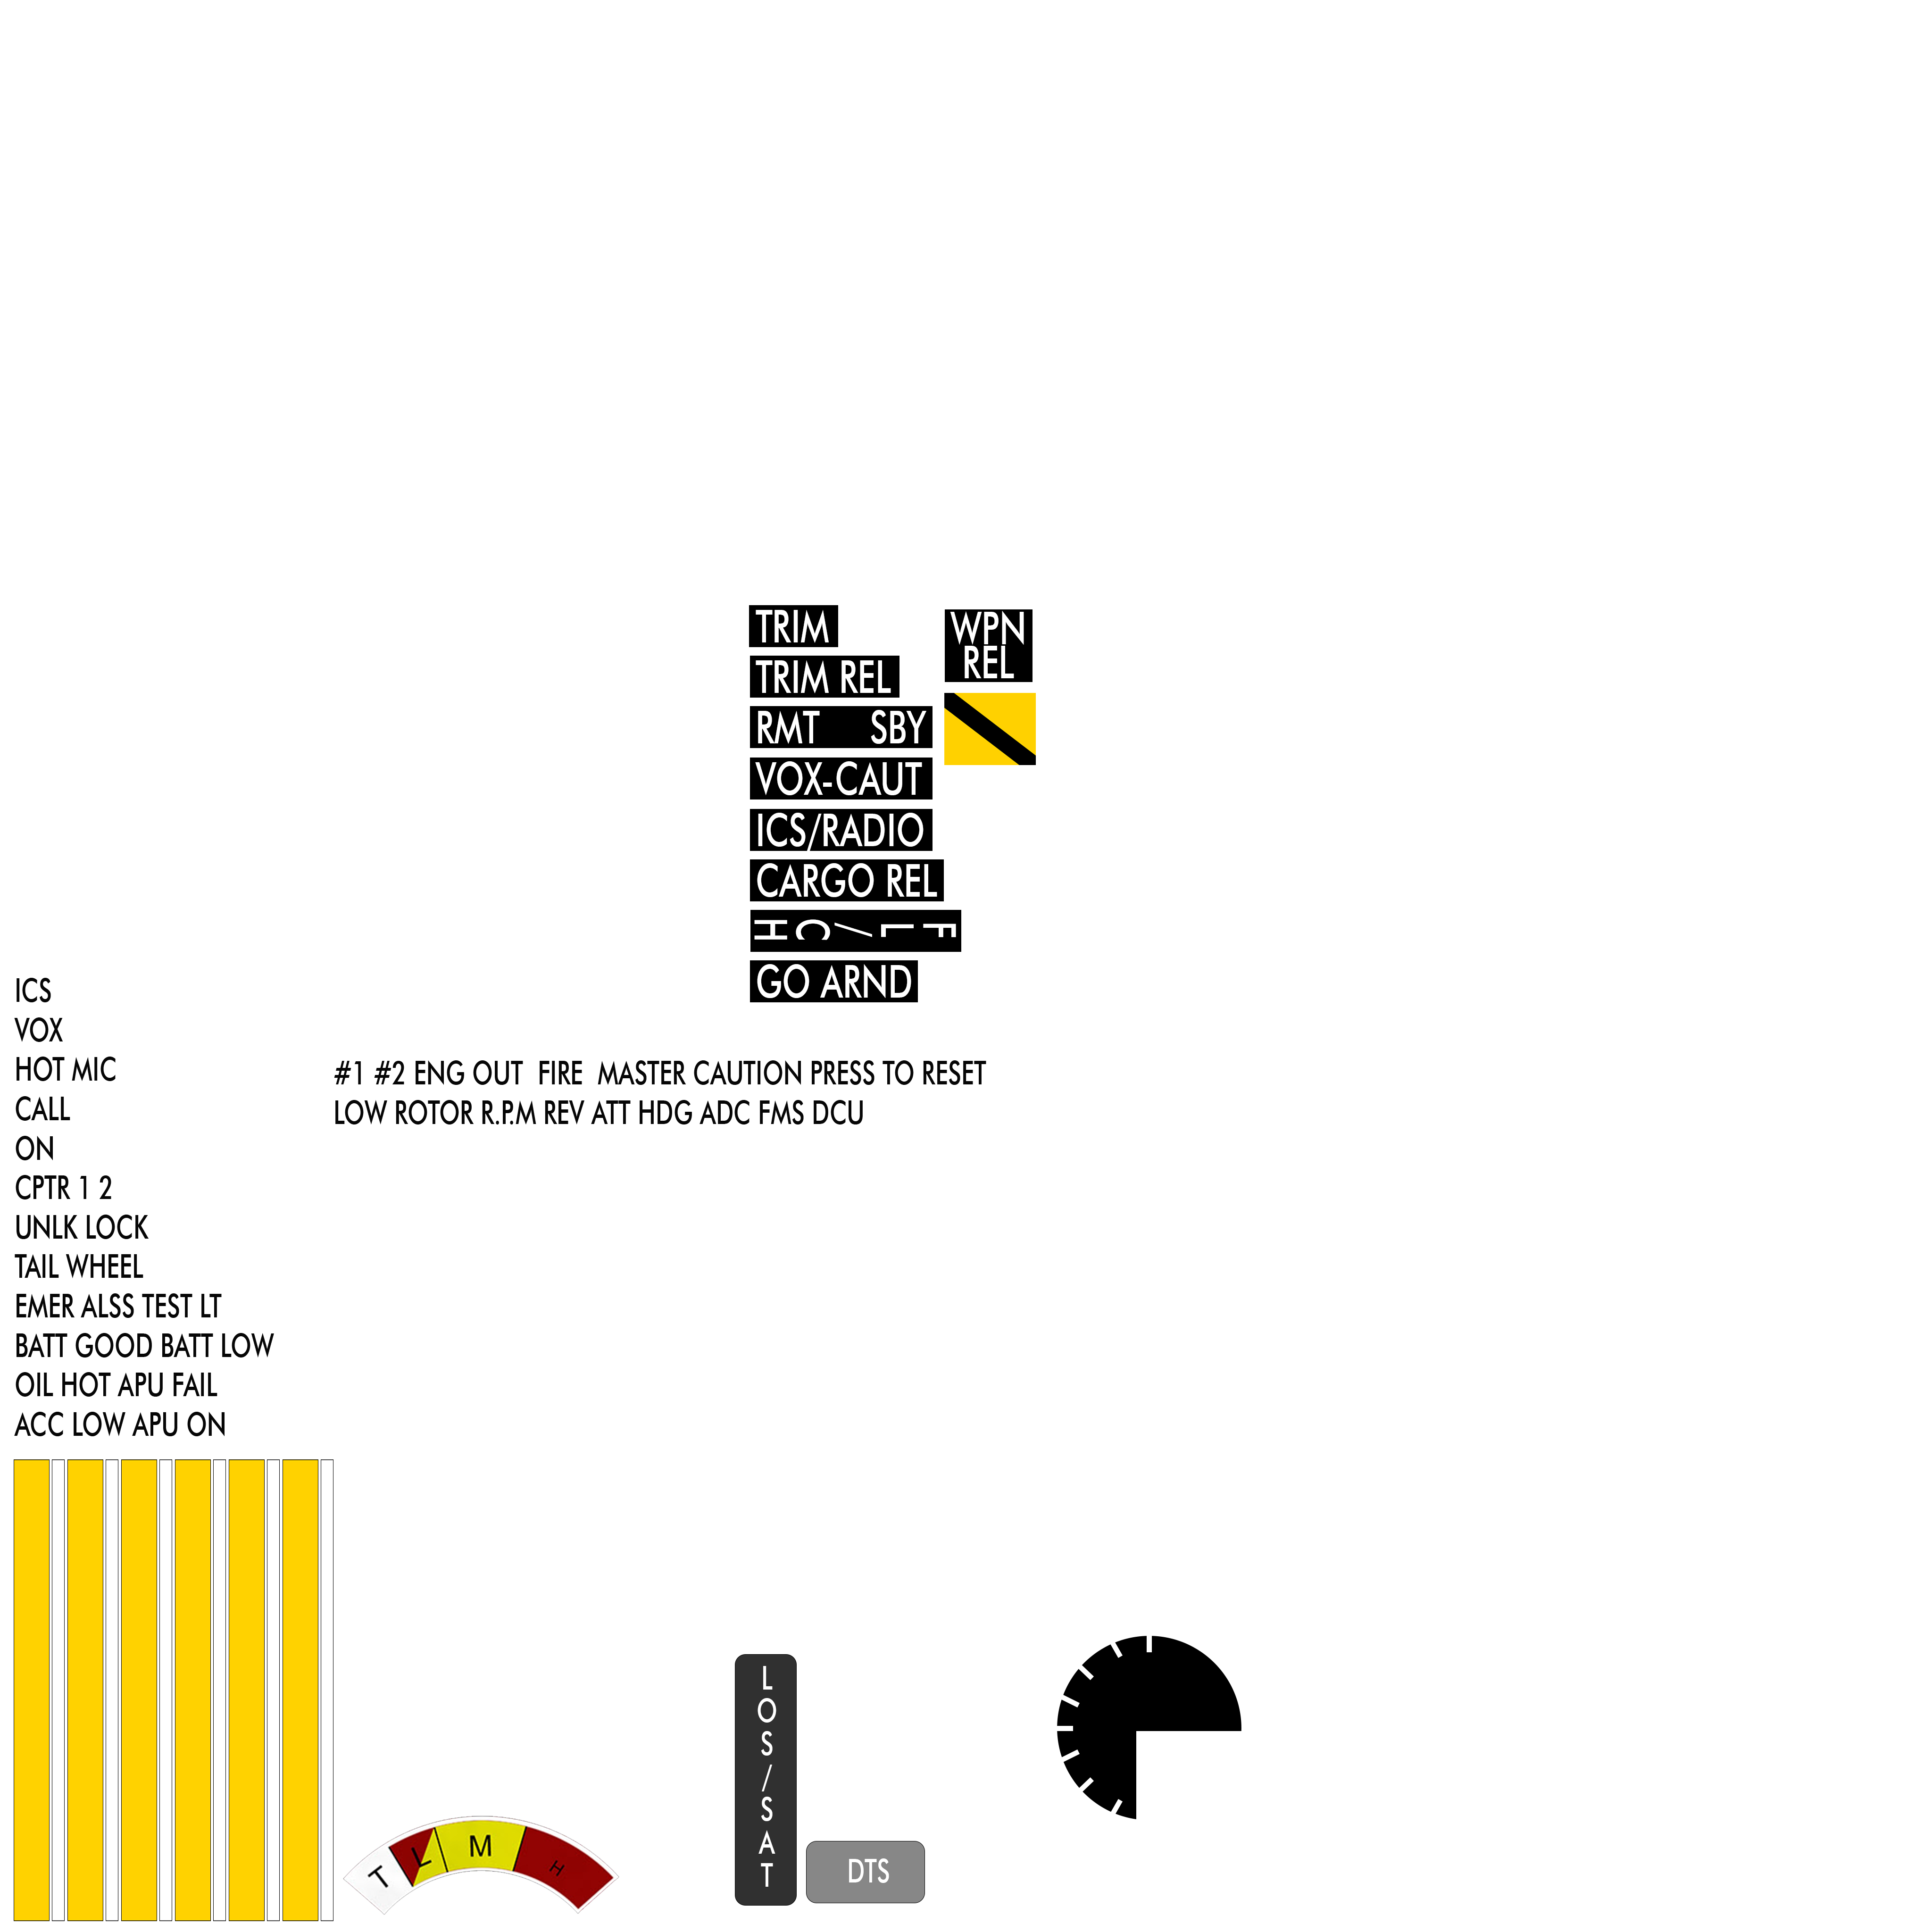 TRIM
TRIM REL
RMT SBY
VOX-CAUT
ICS/RADIO
CARGO REL
H C / L F
GO ARND
WPN
REL
ICS
VOX
HOT MIC
CALL
ON
CPTR 1 2
UNLK LOCK
TAIL WHEEL
EMER ALSS TEST LT
BATT GOOD BATT LOW
OIL HOT APU FAIL
ACC LOW APU ON
#1 #2 ENG OUT FIRE MASTER CAUTION PRESS TO RESET
LOW ROTOR R.P.M REV ATT HDG ADC FMS DCU
T L M H
LOS/SAT
DTS